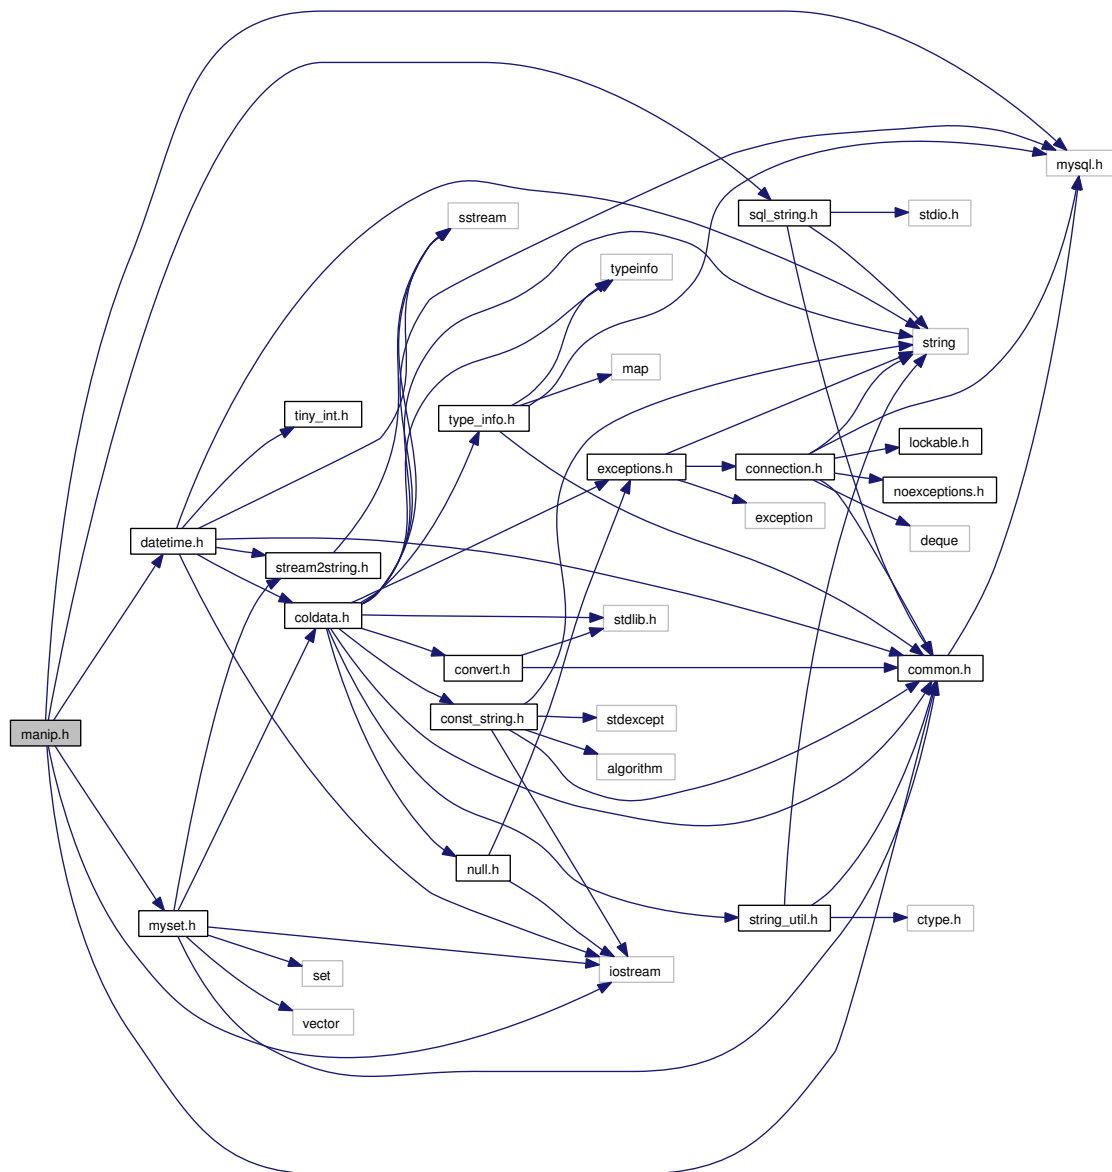 mysql.h
sql_string.h
stdio.h
sstream
typeinfo
string
map
tiny_int.h
type_info.h
lockable.h
exceptions.h
connection.h
noexceptions.h
exception
datetime.h
deque
stream2string.h
coldata.h
stdlib.h
convert.h
common.h
const_string.h
stdexcept
manip.h
algorithm
null.h
myset.h
string_util.h
ctype.h
iostream
set
vector